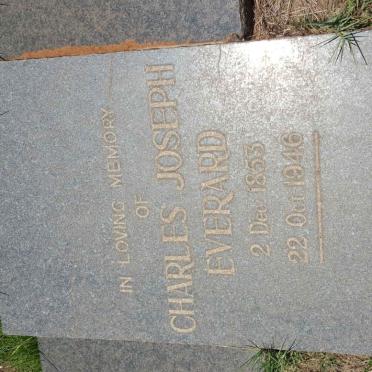 IN LOVING MEMORY
OF
CHARLES JOSEPH
EVERARD
2 Dec 1853
22 Oct 1946